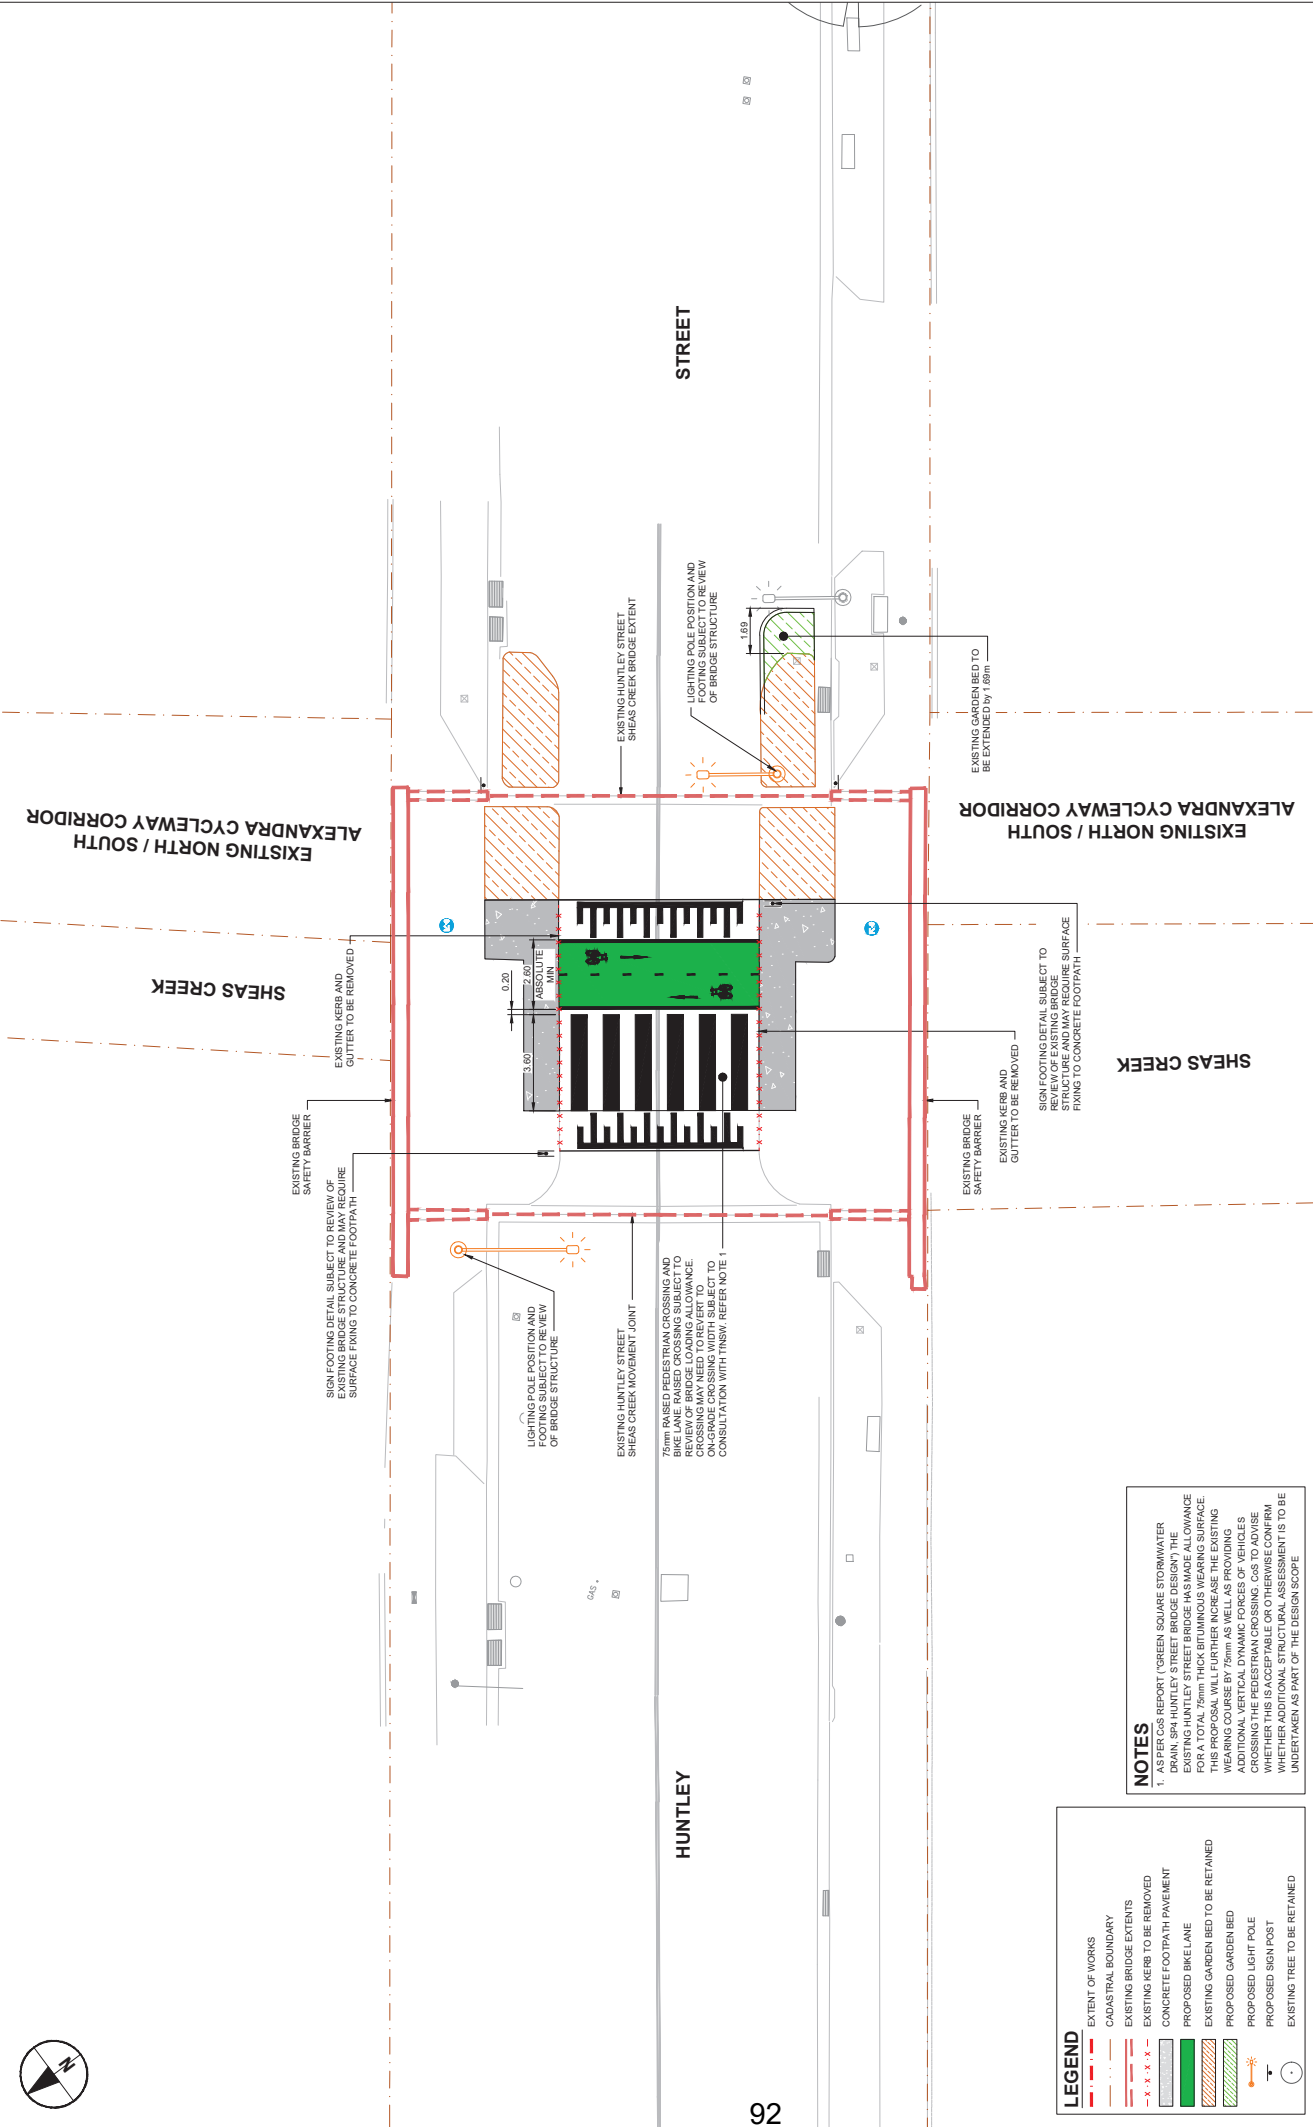 STREET
HUNTLEY
EXISTING NORTH / SOUTH
ALEXANDRA CYCLEWAY CORRIDOR
SHEAS CREEK
EXISTING NORTH / SOUTH
ALEXANDRA CYCLEWAY CORRIDOR
SHEAS CREEK
EXISTING KERB AND
GUTTER TO BE REMOVED
EXISTING BRIDGE
SAFETY BARRIER
SIGN FOOTING DETAIL SUBJECT TO REVIEW OF
EXISTING BRIDGE STRUCTURE AND MAY REQUIRE
SURFACE FIXING TO CONCRETE FOOTPATH
LIGHTING POLE POSITION AND
FOOTING SUBJECT TO REVIEW
OF BRIDGE STRUCTURE
EXISTING HUNTLEY STREET
SHEAS CREEK MOVEMENT JOINT
75mm RAISED PEDESTRIAN CROSSING AND
BIKE LANE. RAISED CROSSING SUBJECT TO
REVIEW OF BRIDGE LOADING ALLOWANCE.
CROSSING MAY NEED TO REVERT TO
ON-GRADE CROSSING WIDTH SUBJECT TO
CONSULTATION WITH TfNSW. REFER NOTE 1
EXISTING HUNTLEY STREET
SHEAS CREEK BRIDGE EXTENT
LIGHTING POLE POSITION AND
FOOTING SUBJECT TO REVIEW
OF BRIDGE STRUCTURE
1.69
EXISTING GARDEN BED TO
BE EXTENDED by 1.69m
0.20
2.60
ABSOLUTE
MIN
3.60
SIGN FOOTING DETAIL SUBJECT TO
REVIEW OF EXISTING BRIDGE
STRUCTURE AND MAY REQUIRE SURFACE
FIXING TO CONCRETE FOOTPATH
EXISTING KERB AND
GUTTER TO BE REMOVED
EXISTING BRIDGE
SAFETY BARRIER
GAS
N
NOTES
1. AS PER CoS REPORT ("GREEN SQUARE STORMWATER
DRAIN, SP4 HUNTLEY STREET BRIDGE DESIGN") THE
EXISTING HUNTLEY STREET BRIDGE HAS MADE ALLOWANCE
FOR A TOTAL 75mm THICK BITUMINOUS WEARING SURFACE.
THIS PROPOSAL WILL FURTHER INCREASE THE EXISTING
WEARING COURSE BY 75mm AS WELL AS PROVIDING
ADDITIONAL VERTICAL DYNAMIC FORCES OF VEHICLES
CROSSING THE PEDESTRIAN CROSSING. CoS TO ADVISE
WHETHER THIS IS ACCEPTABLE OR OTHERWISE CONFIRM
WHETHER ADDITIONAL STRUCTURAL ASSESSMENT IS TO BE
UNDERTAKEN AS PART OF THE DESIGN SCOPE
LEGEND
EXTENT OF WORKS
CADASTRAL BOUNDARY
EXISTING BRIDGE EXTENTS
EXISTING KERB TO BE REMOVED
CONCRETE FOOTPATH PAVEMENT
PROPOSED BIKE LANE
EXISTING GARDEN BED TO BE RETAINED
PROPOSED GARDEN BED
PROPOSED LIGHT POLE
PROPOSED SIGN POST
EXISTING TREE TO BE RETAINED
92